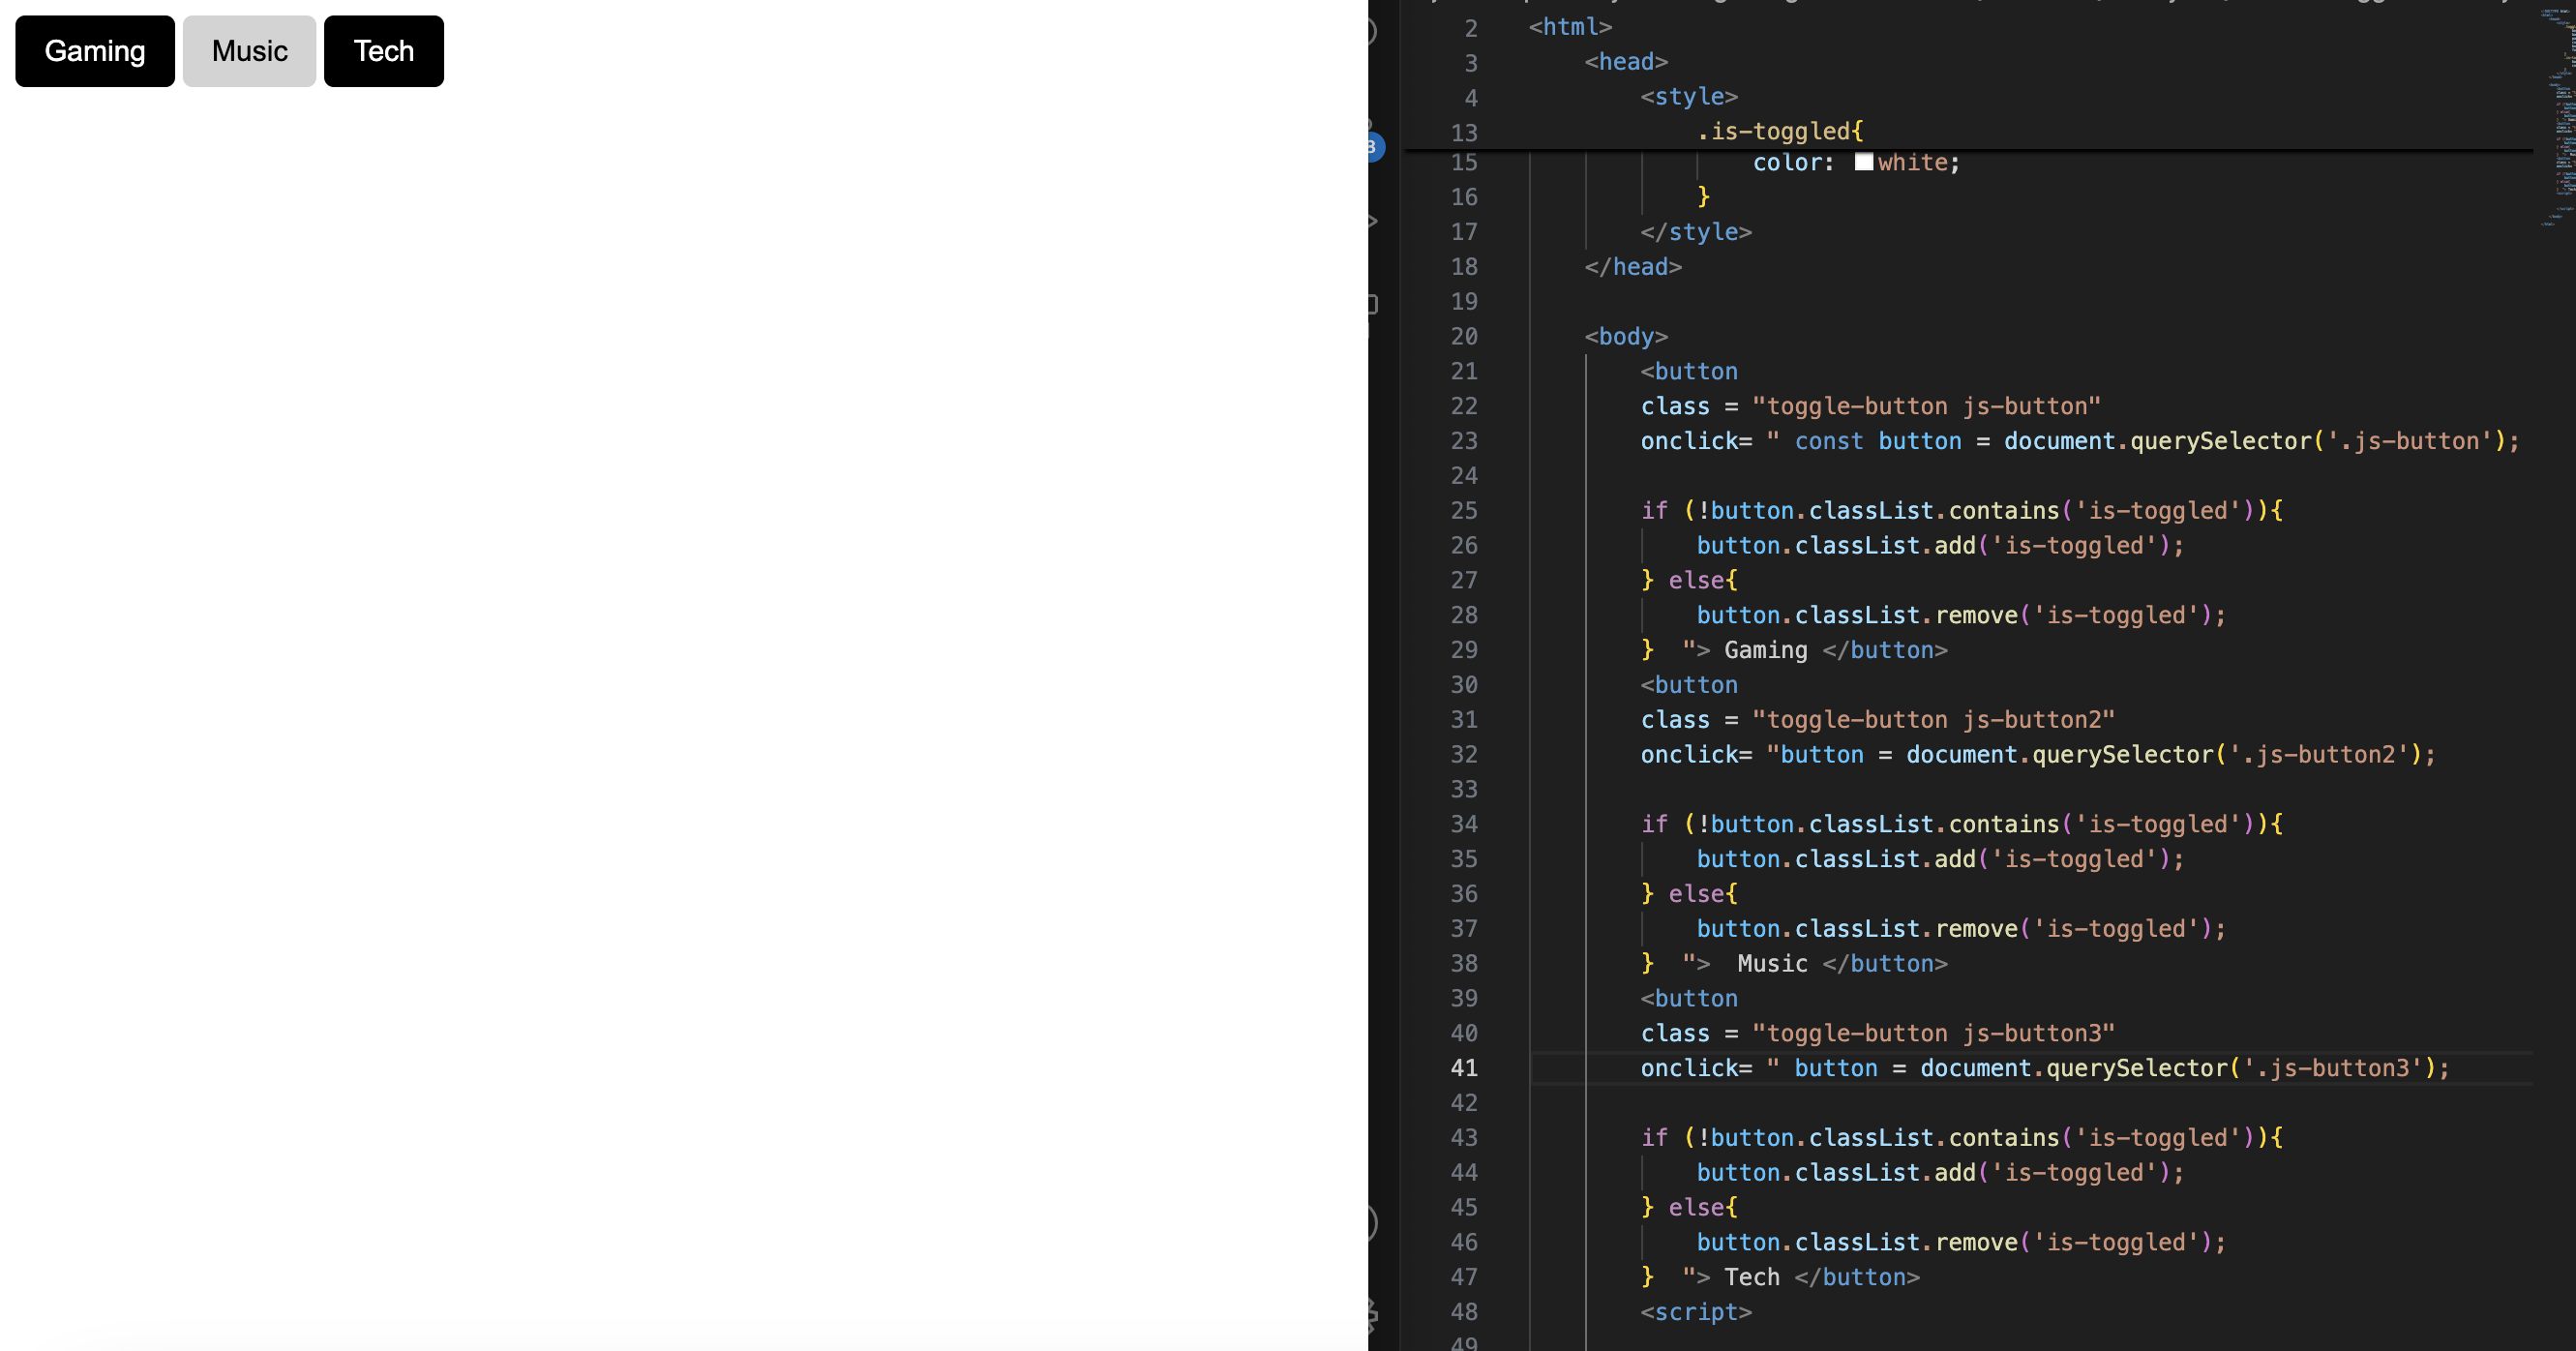 Gaming Music Tech
3
2 <html>
3 <head>
4 <style>
13 .is-toggled{
15 color: white;
16 }
17 </style>
18 </head>
19
20 <body>
21 <button
22 class = "toggle-button js-button"
23 onclick= " const button = document.querySelector('.js-button');
24
25 if (!button.classList.contains('is-toggled')){
26 button.classList.add('is-toggled');
27 } else{
28 button.classList.remove('is-toggled');
29 } "> Gaming </button>
30 <button
31 class = "toggle-button js-button2"
32 onclick= "button = document.querySelector('.js-button2');
33
34 if (!button.classList.contains('is-toggled')){
35 button.classList.add('is-toggled');
36 } else{
37 button.classList.remove('is-toggled');
38 } "> Music </button>
39 <button
40 class = "toggle-button js-button3"
41 onclick= " button = document.querySelector('.js-button3');
42
43 if (!button.classList.contains('is-toggled')){
44 button.classList.add('is-toggled');
45 } else{
46 button.classList.remove('is-toggled');
47 } "> Tech </button>
48 <script>
49